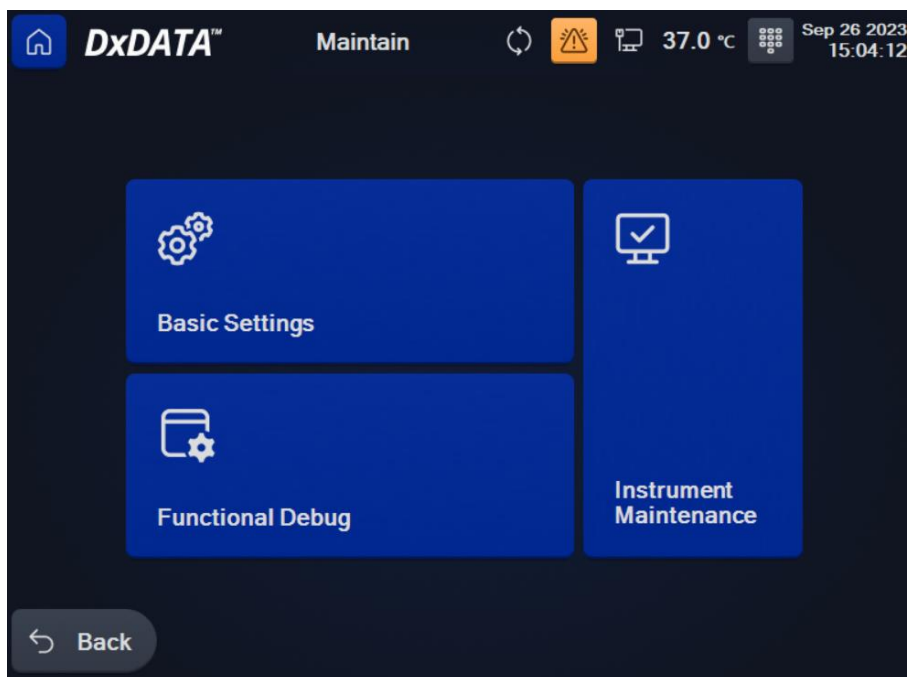 DxDATA™
Maintain
37.0 ℃
Sep 26 2023
15:04:12
Basic Settings
Functional Debug
Instrument
Maintenance
Back